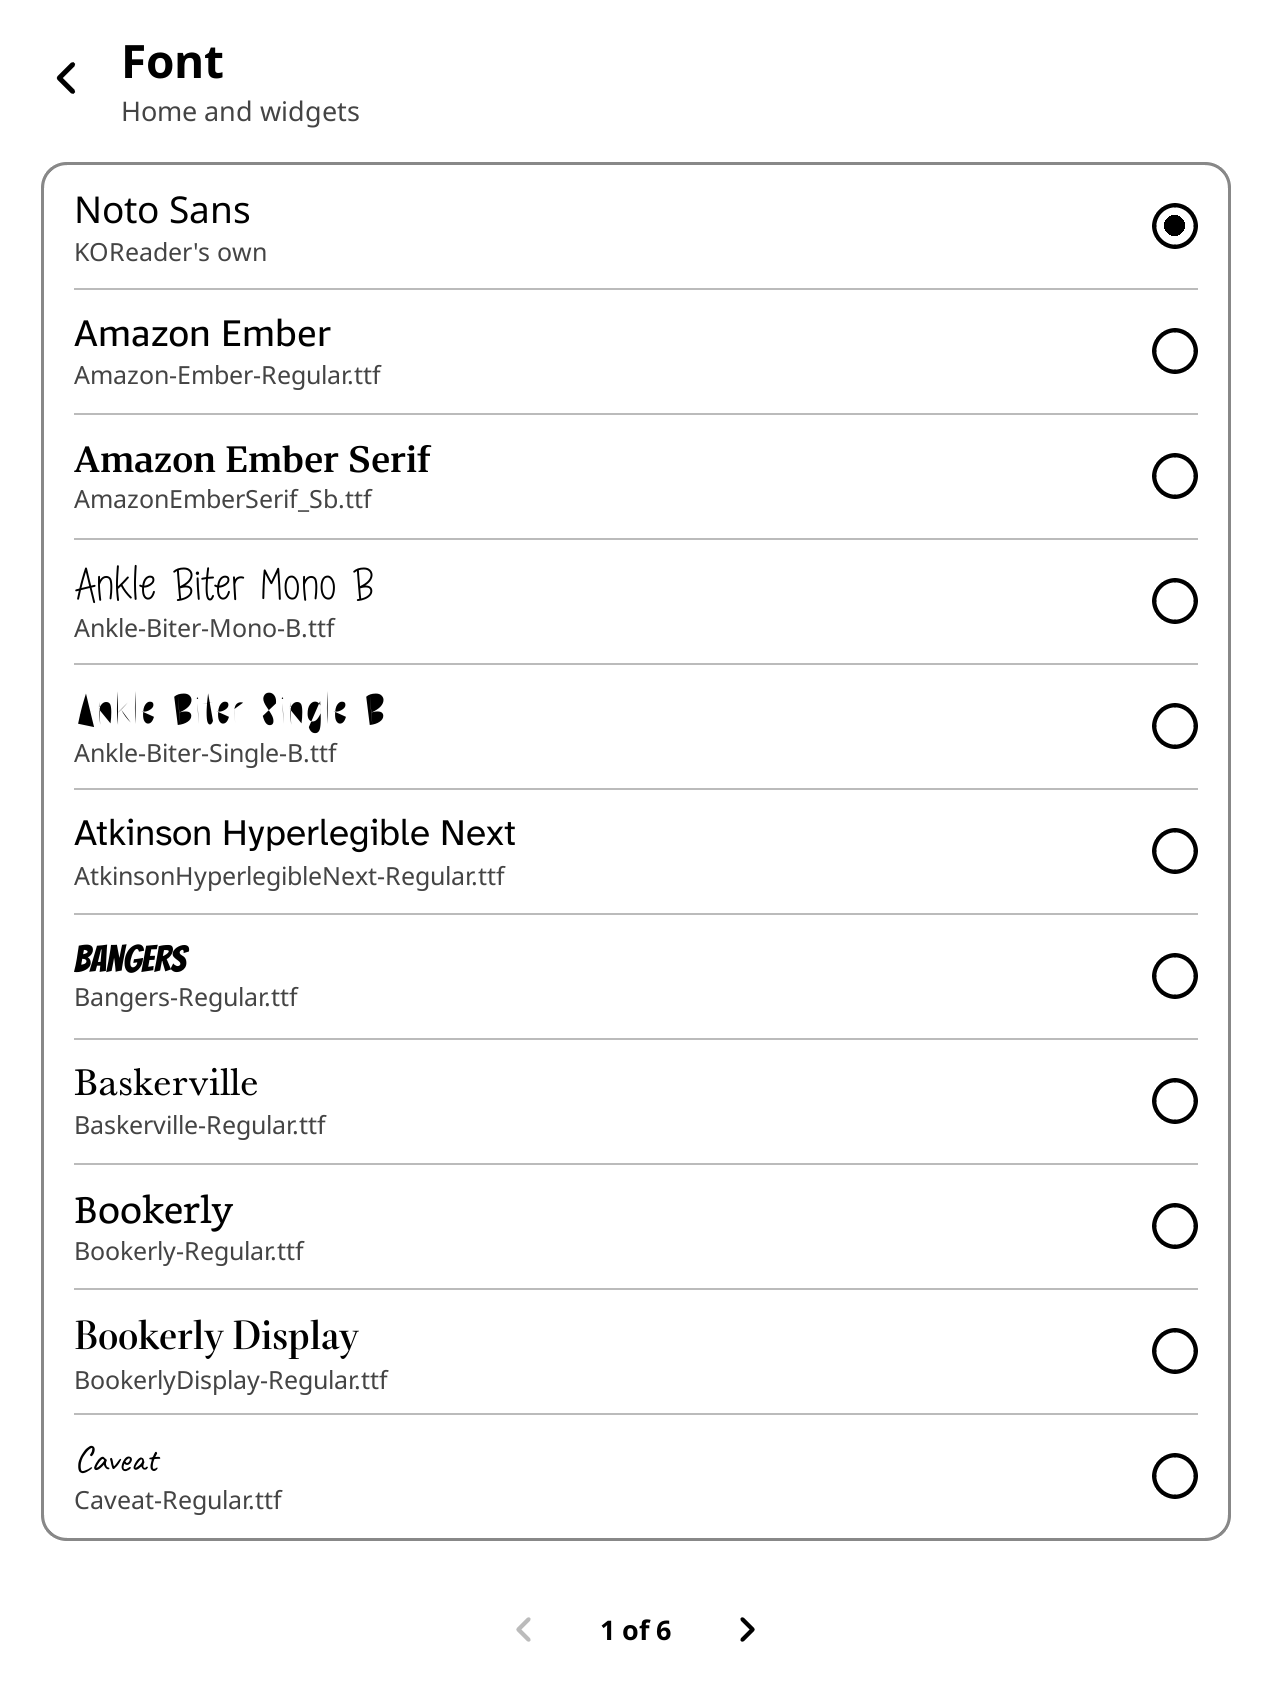 Font
Home and widgets
Noto Sans
KOReader's own
Amazon Ember
Amazon-Ember-Regular.ttf
Amazon Ember Serif
AmazonEmberSerif_Sb.ttf
Ankle Biter Mono B
Ankle-Biter-Mono-B.ttf
Ankle Biter Single B
Ankle-Biter-Single-B.ttf
Atkinson Hyperlegible Next
AtkinsonHyperlegibleNext-Regular.ttf
BANGERS
Bangers-Regular.ttf
Baskerville
Baskerville-Regular.ttf
Bookerly
Bookerly-Regular.ttf
Bookerly Display
BookerlyDisplay-Regular.ttf
Caveat
Caveat-Regular.ttf
1 of 6